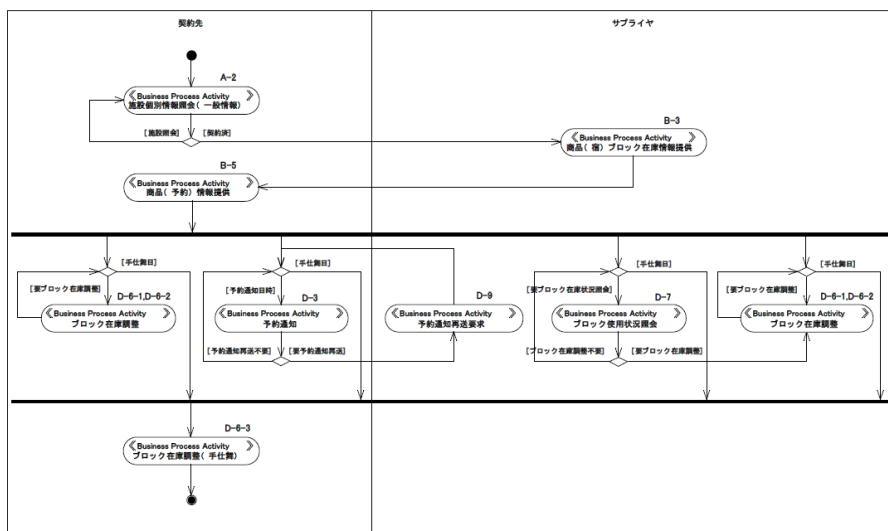 契約先
サプライヤ
A-2
《Business Process Activity》
施設個別情報照会( 一般情報)
[施設照会]
[契約済]
B-3
《Business Process Activity》
商品( 宿) ブロック在庫情報提供
B-5
《Business Process Activity》
商品( 予約) 情報提供
[手仕舞日]
[手仕舞日]
[手仕舞日]
[手仕舞日]
[要ブロック在庫調整]
[予約通知日時]
[要ブロック在庫状況照会]
[要ブロック在庫調整]
D-6-1,D-6-2
《Business Process Activity》
ブロック在庫調整
D-3
《Business Process Activity》
予約通知
D-9
《Business Process Activity》
予約通知再送要求
D-7
《Business Process Activity》
ブロック使用状況照会
D-6-1,D-6-2
《Business Process Activity》
ブロック在庫調整
[予約通知再送不要]
[要予約通知再送]
[ブロック在庫調整不要]
[要ブロック在庫調整]
D-6-3
《Business Process Activity》
ブロック在庫調整( 手仕舞)